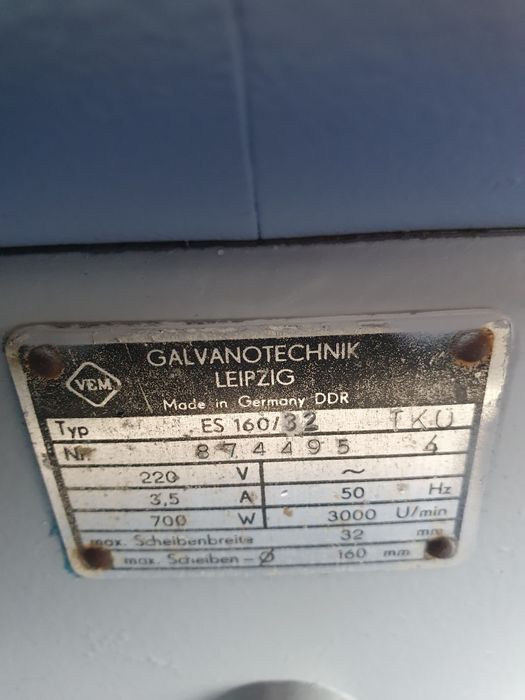 GALVANOTECHNIK
VEM
LEIPZIG
Made in Germany DDR
Typ ES 160/32 TKO
Nr. 874495 4
220 V ~
3,5 A 50 Hz
700 W 3000 U/min
max. Scheibenbreite 32 mm
max. Scheiben-Ø 160 mm